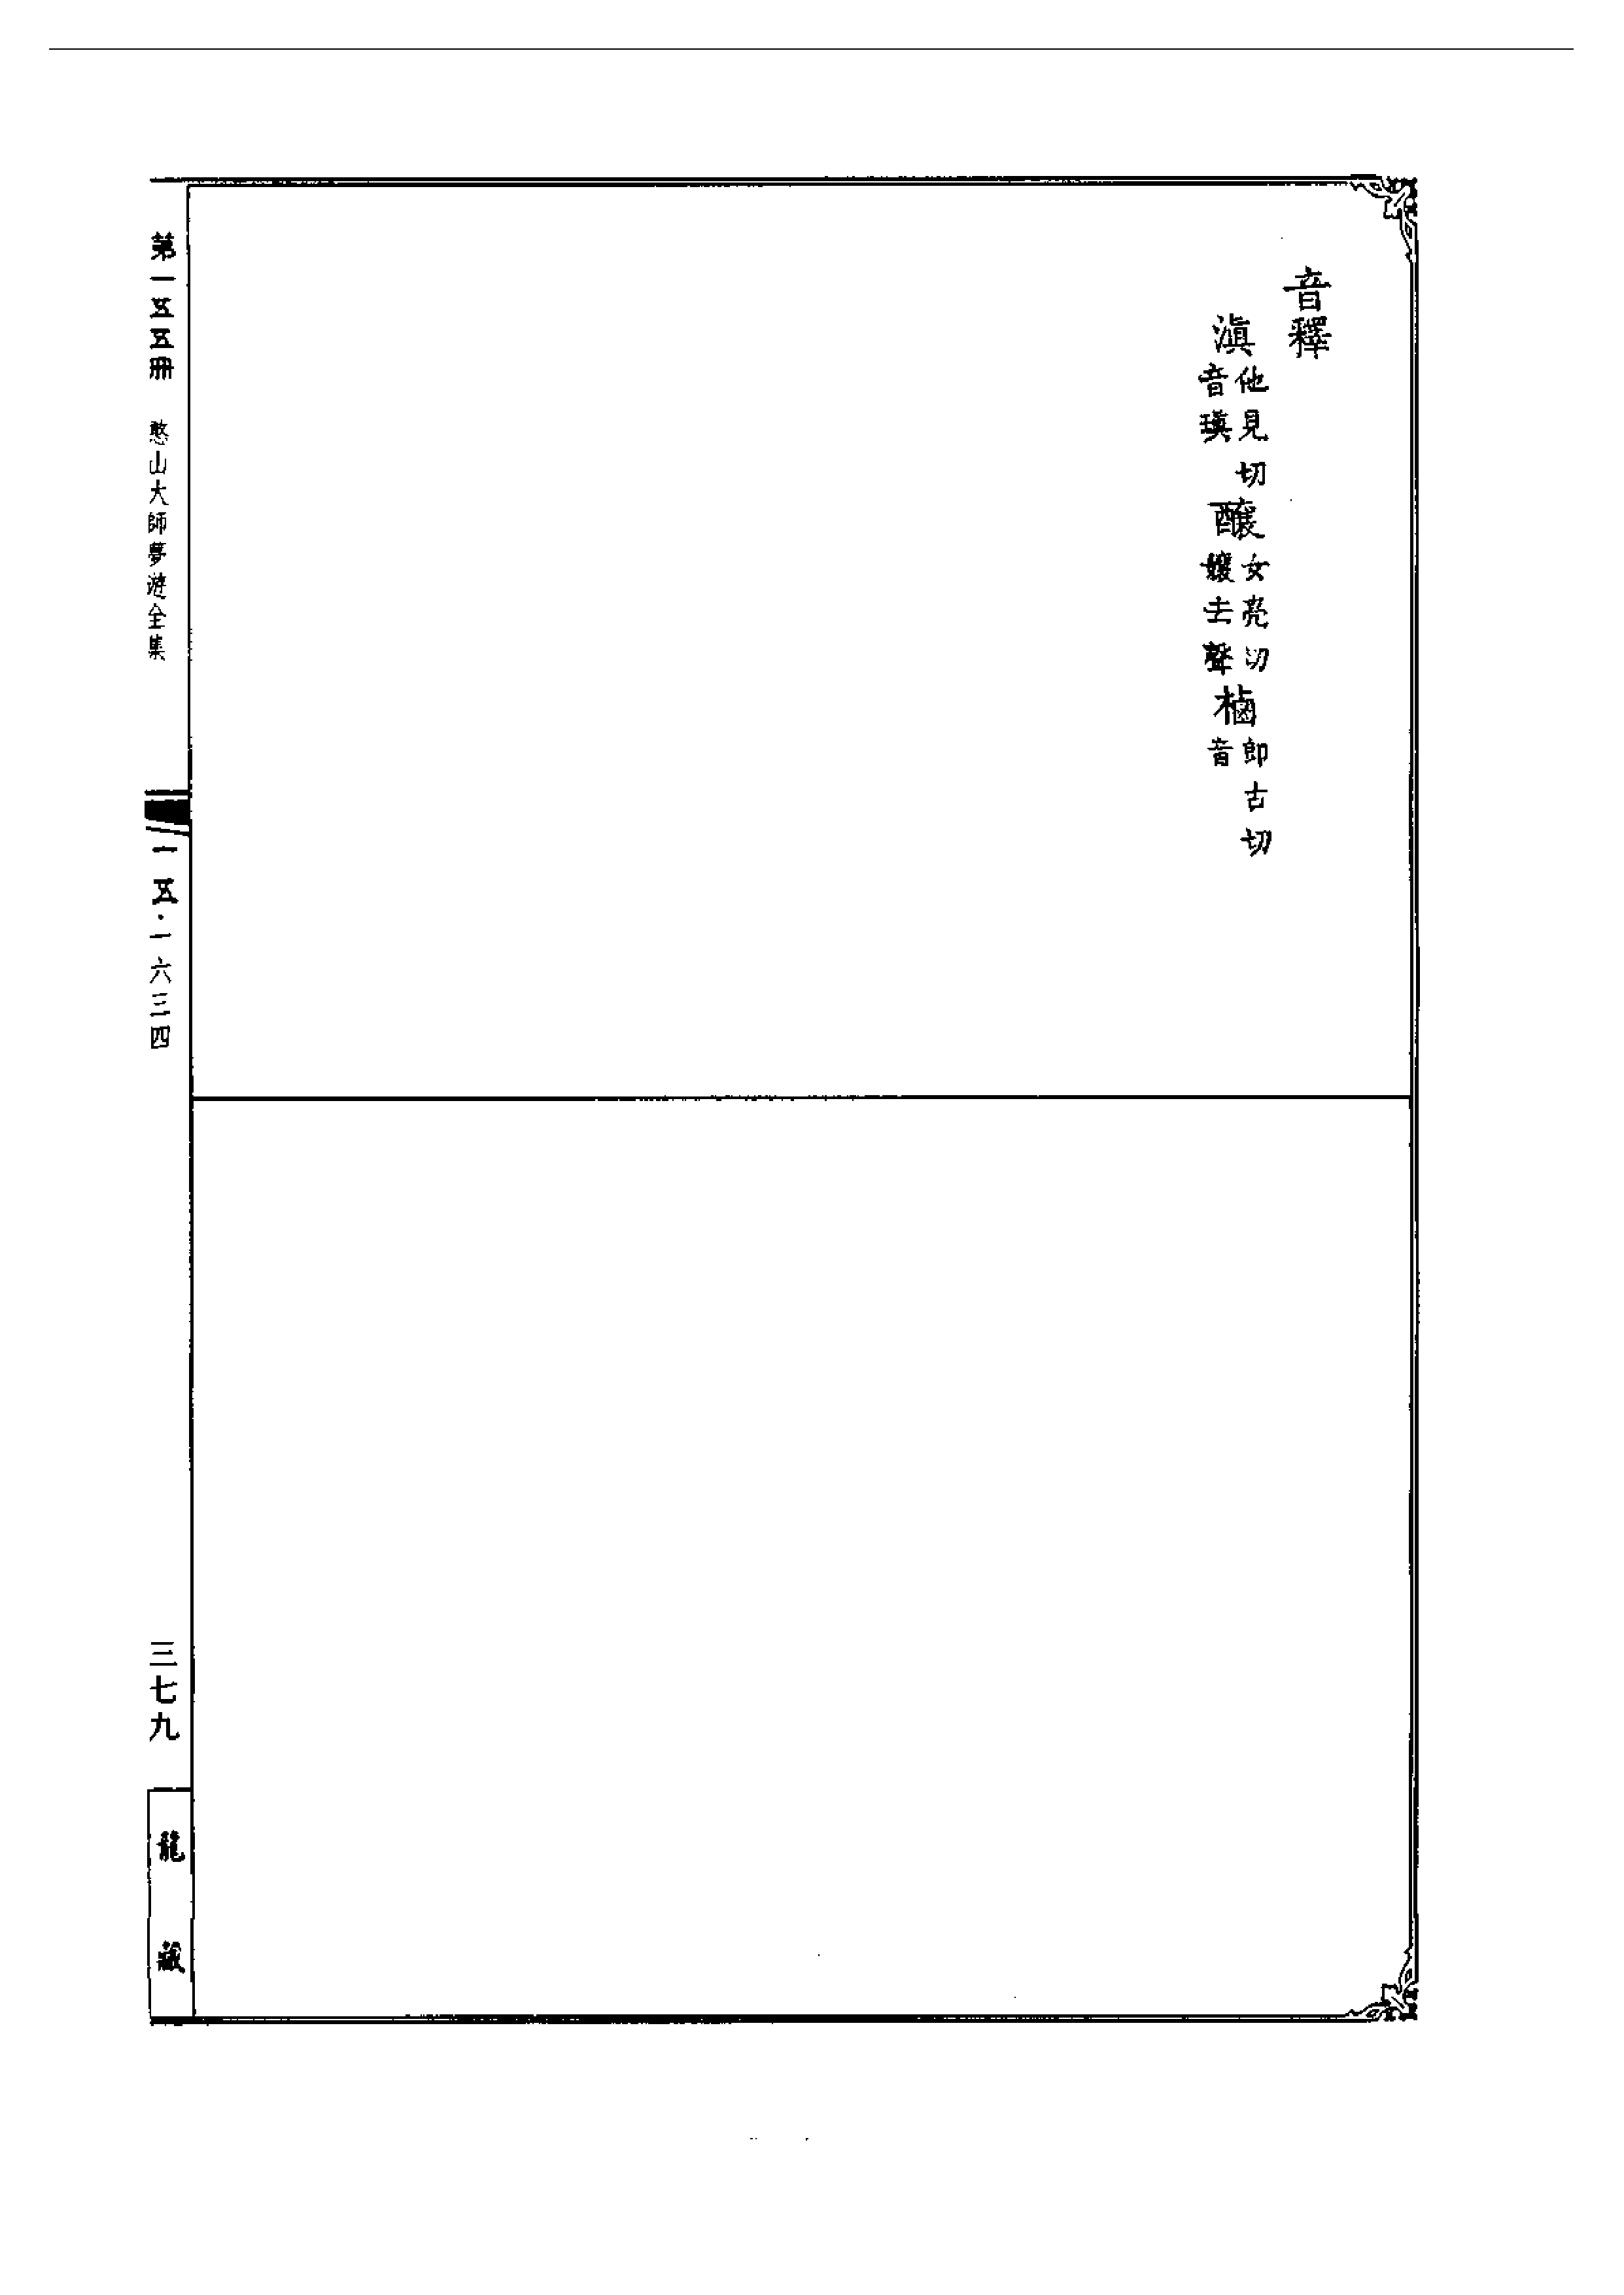 音釋
滇他見切音瑱釀女亮切孃去聲樐郎古切音
第一五五冊　憨山大師夢遊全集
一五·一六三四
三七九
龍藏